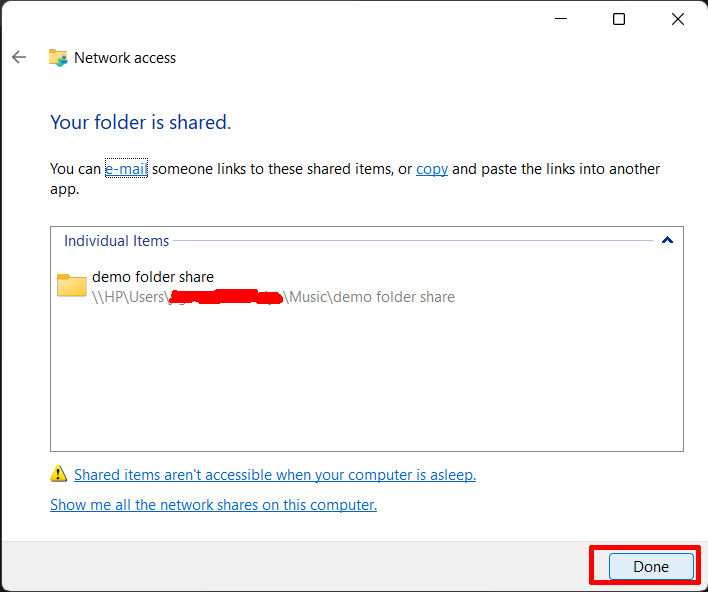 Network access
Your folder is shared.
You can e-mail someone links to these shared items, or copy and paste the links into another
app.
Individual Items
demo folder share
\\HP\Users\ \Music\demo folder share
Shared items aren't accessible when your computer is asleep.
Show me all the network shares on this computer.
Done